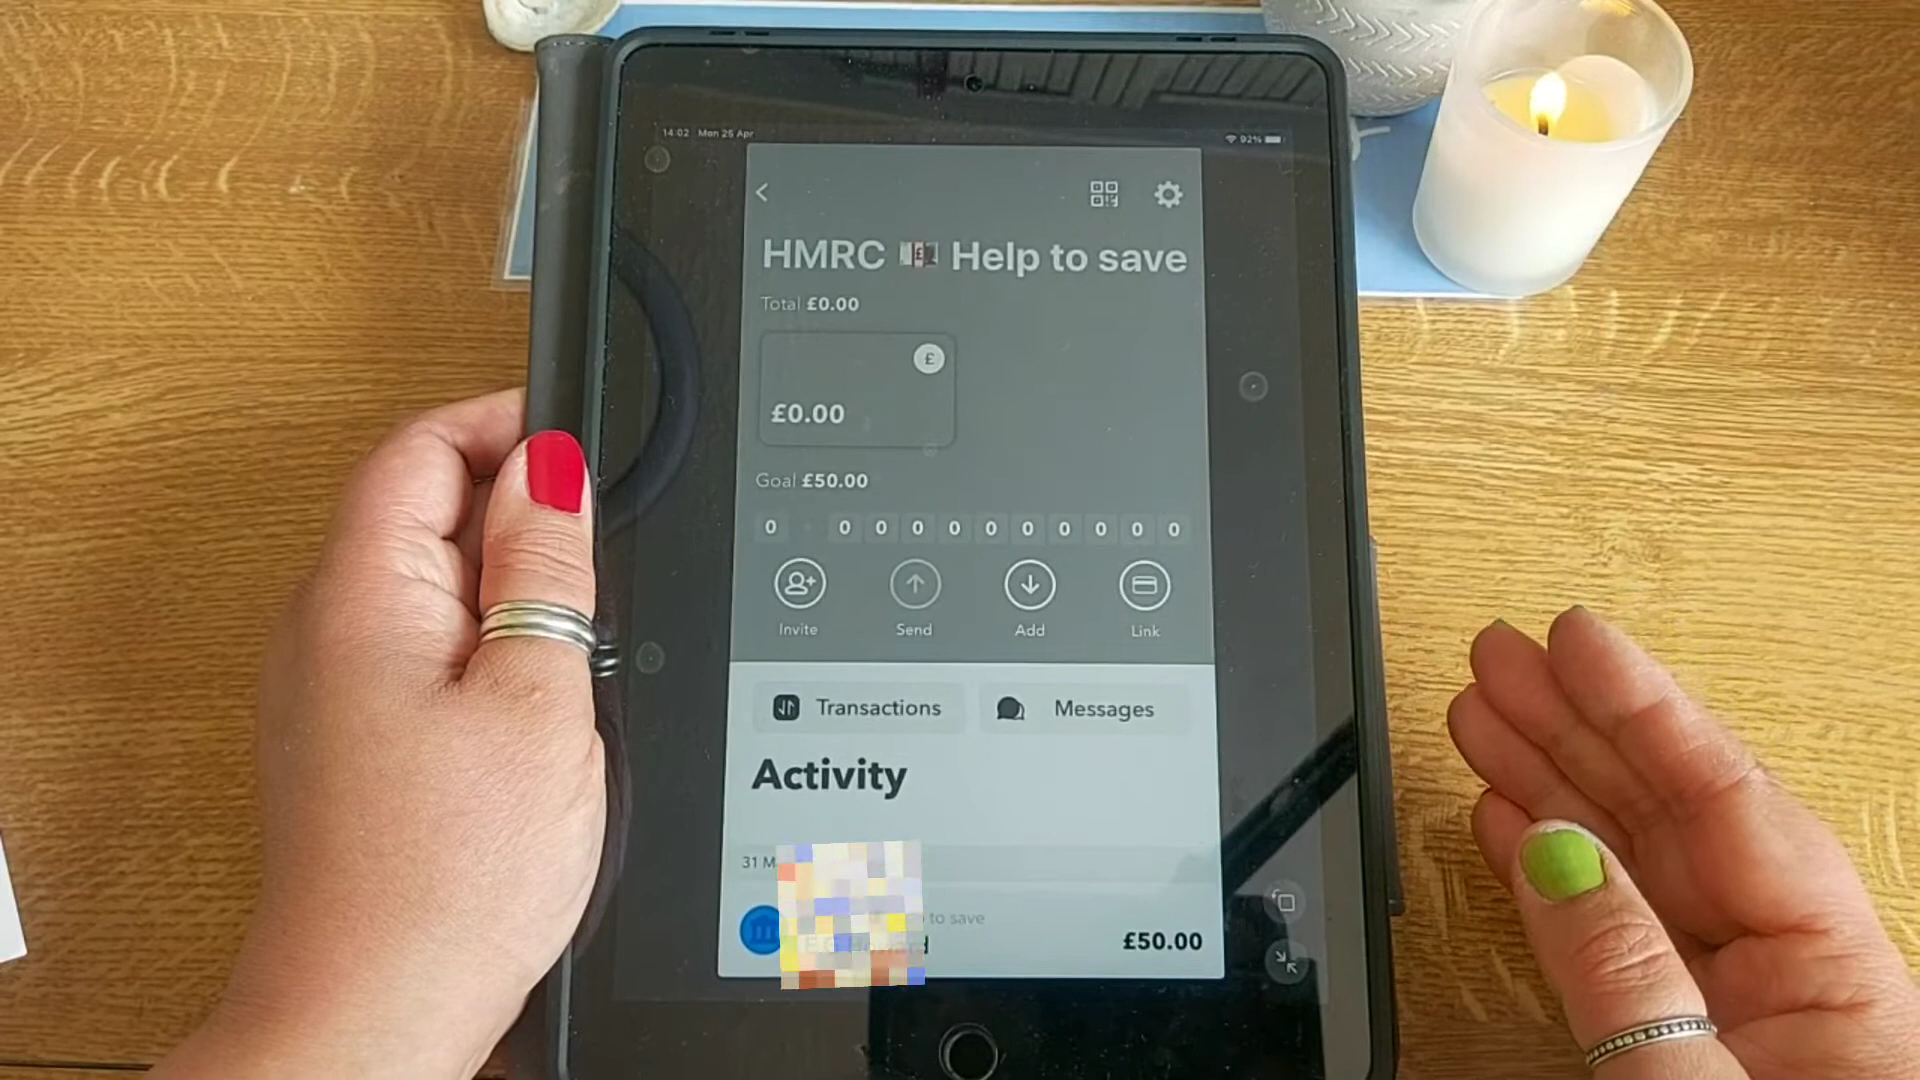 14:02 Mon 25 Apr
92%
HMRC Help to save
Total £0.00
£
£0.00
Goal £50.00
0 0 0 0 0 0 0 0 0 0 0
Invite Send Add Link
Transactions Messages
Activity
31
to save
£50.00